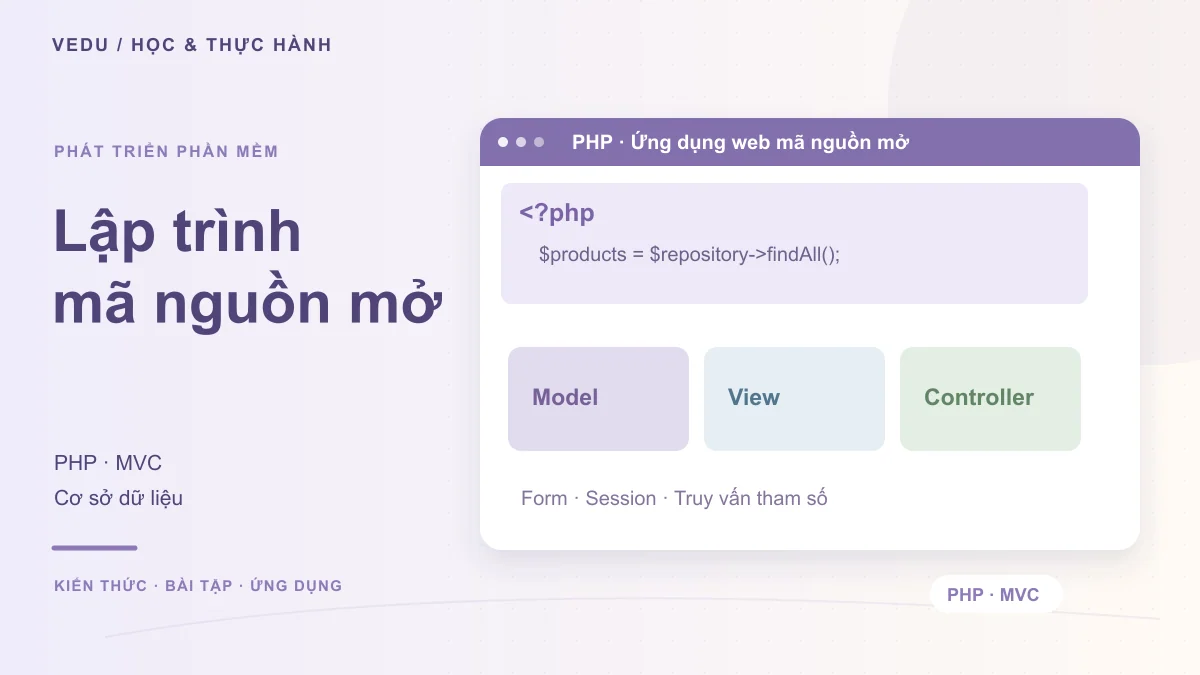 VEDU / HỌC & THỰC HÀNH
PHÁT TRIỂN PHẦN MỀM
Lập trình
mã nguồn mở
PHP · MVC
Cơ sở dữ liệu
KIẾN THỨC · BÀI TẬP · ỨNG DỤNG
PHP · Ứng dụng web mã nguồn mở
<?php
$products = $repository->findAll();
Model
View
Controller
Form · Session · Truy vấn tham số
PHP · MVC